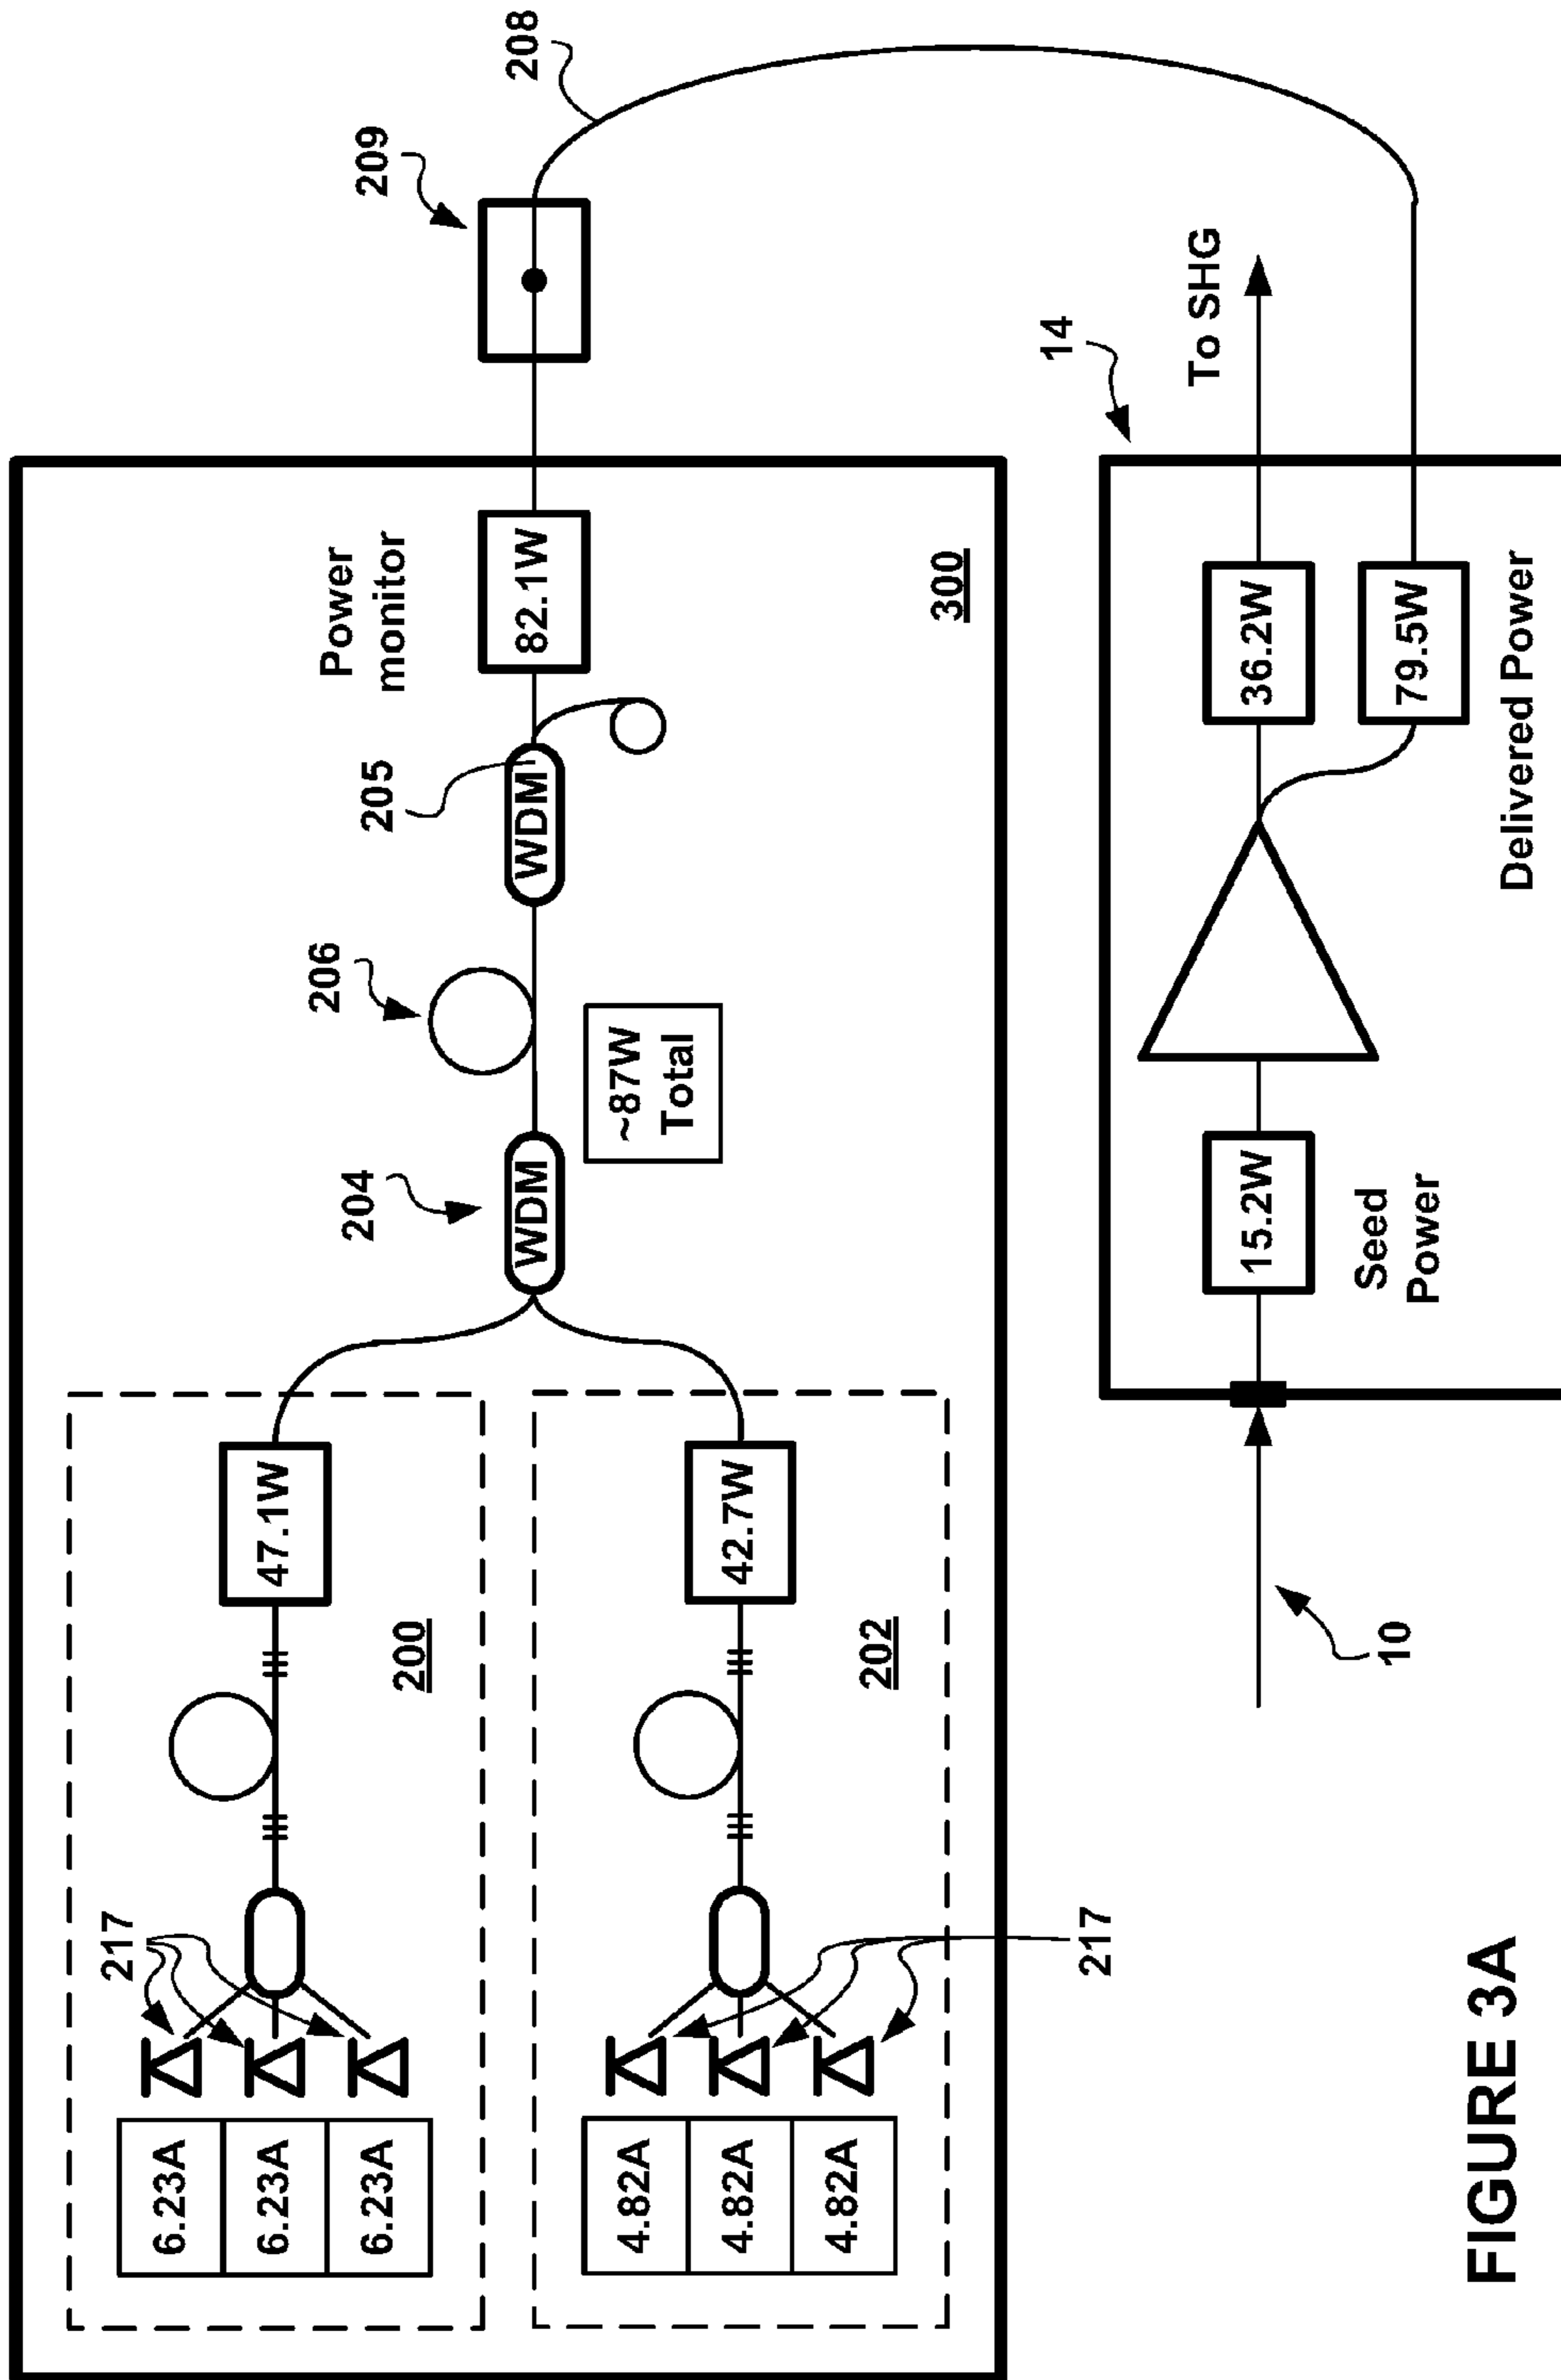 217
6.23A
6.23A
6.23A
47.1W
200
4.82A
4.82A
4.82A
42.7W
202
217
204
WDM
206
~87W
Total
205
WDM
Power
monitor
82.1W
300
209
208
10
15.2W
Seed
Power
14
36.2W
To SHG
79.5W
Delivered Power
FIGURE 3A